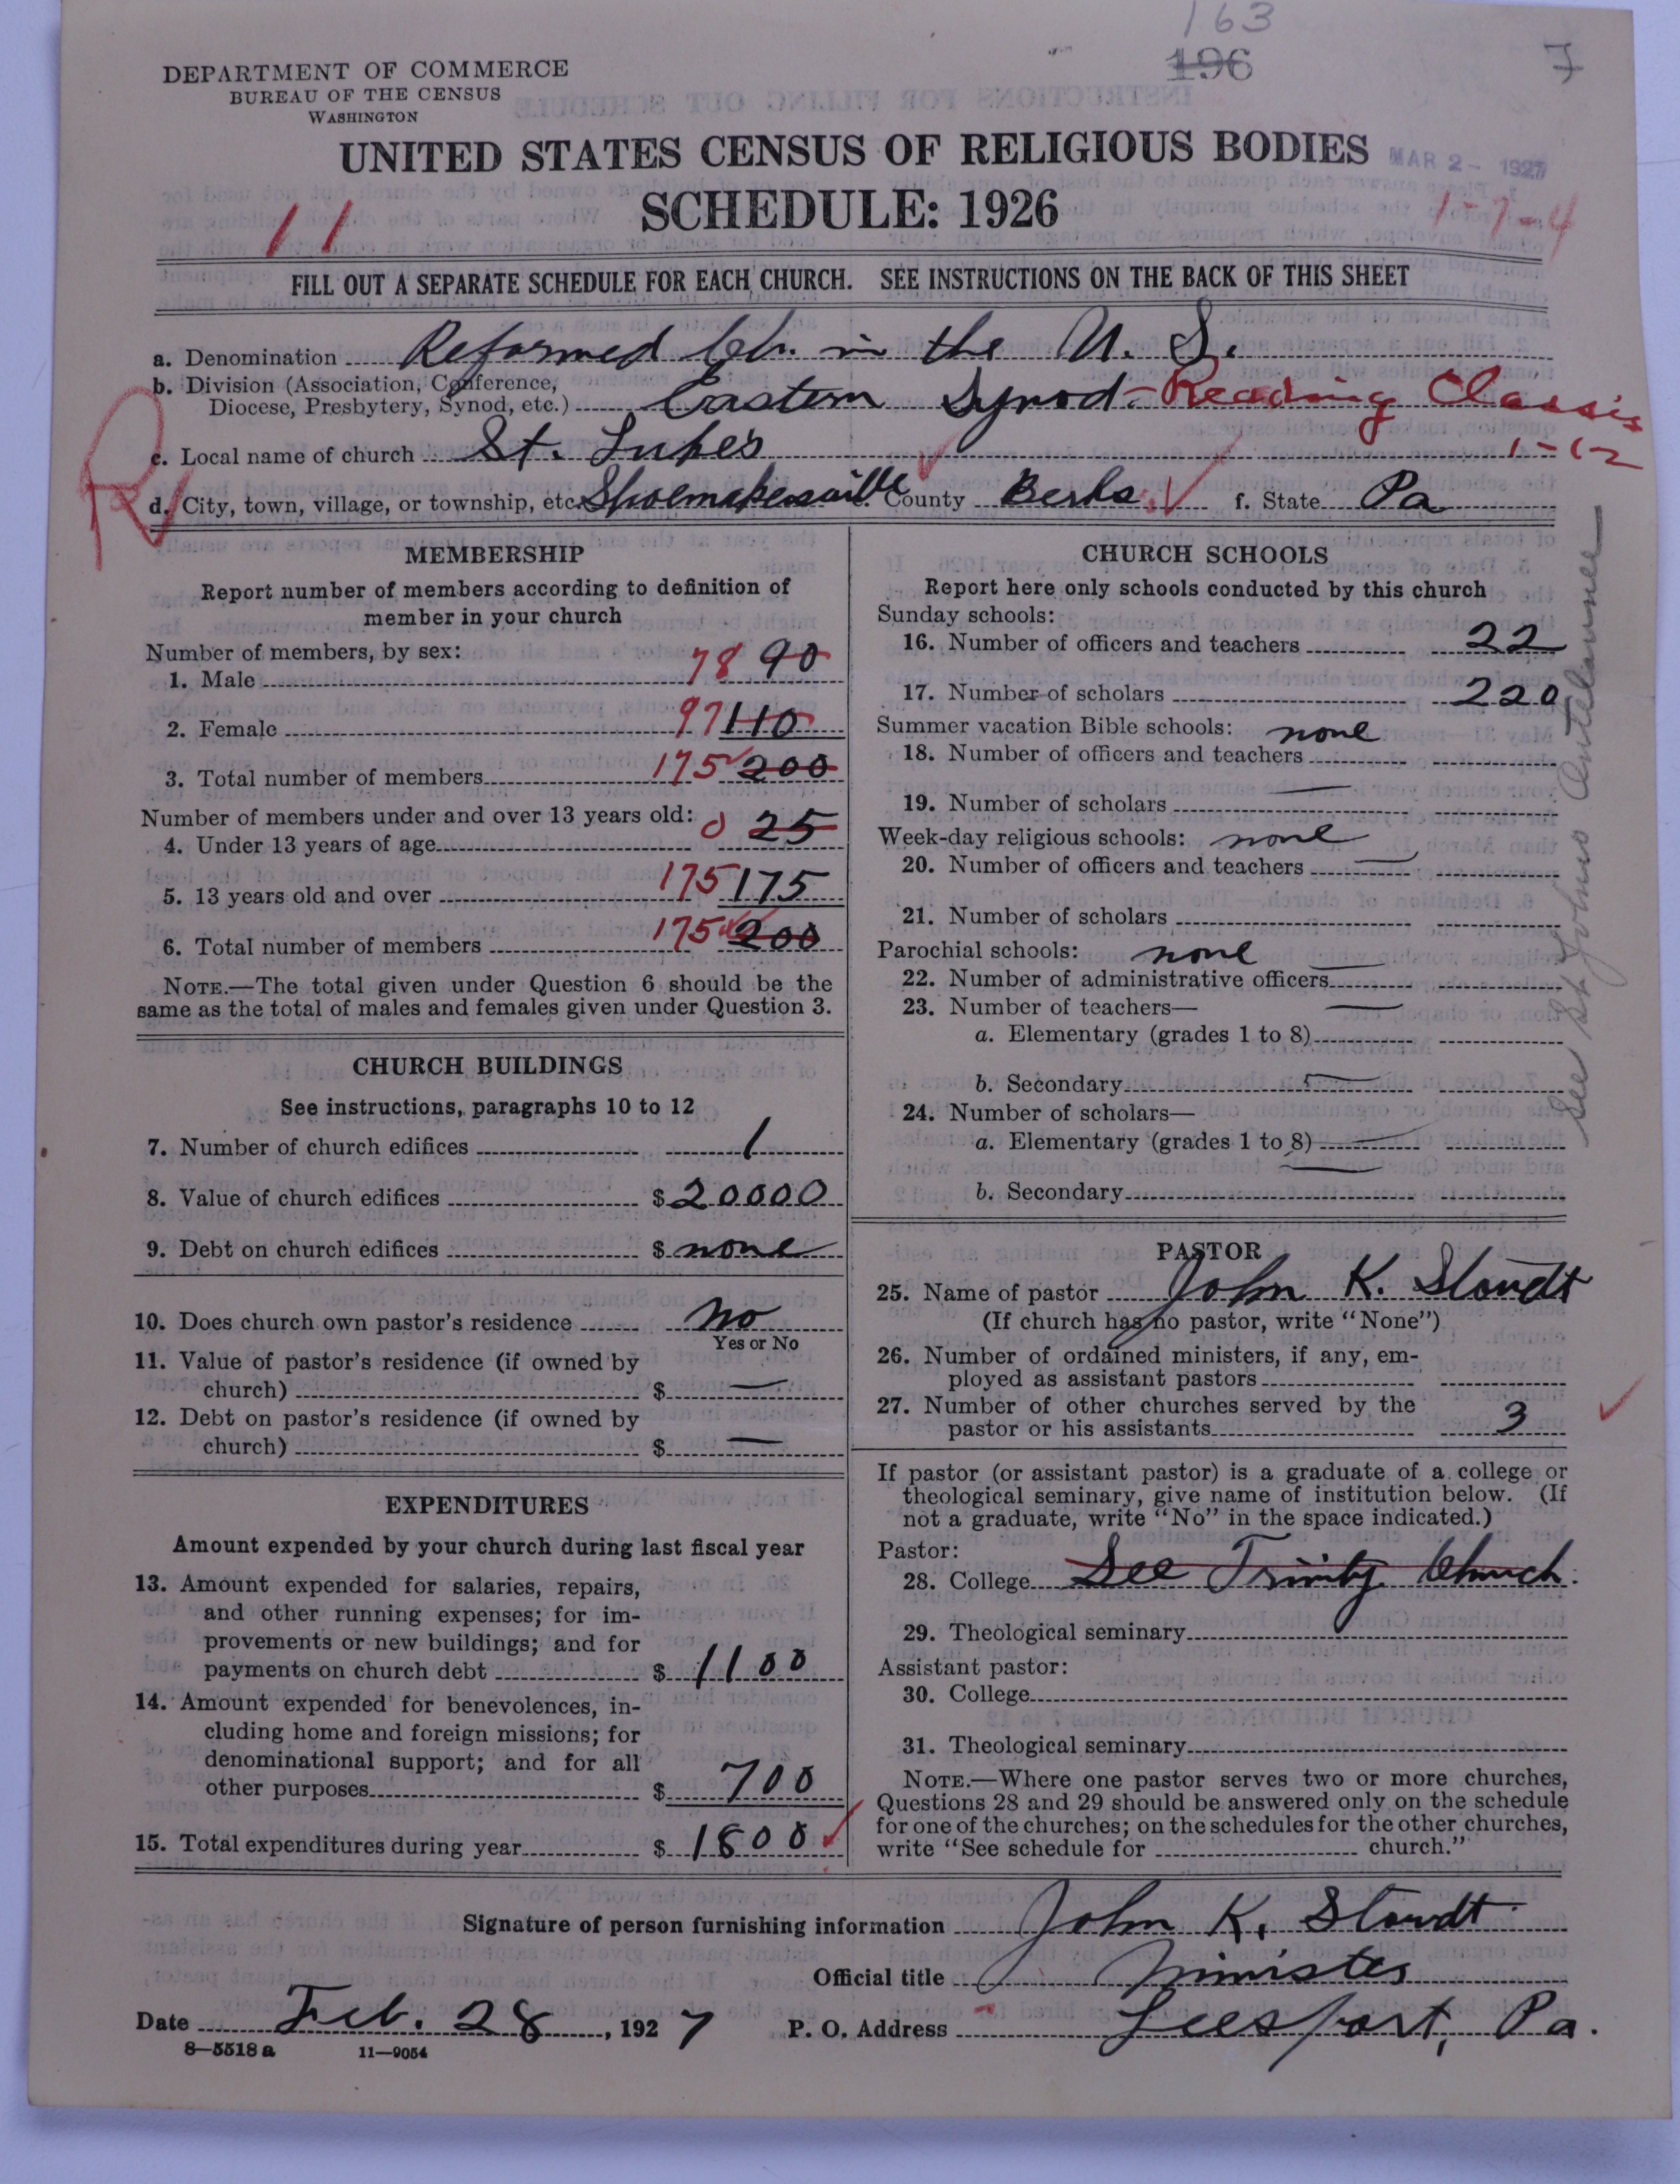 163
196
7
DEPARTMENT OF COMMERCE
BUREAU OF THE CENSUS
WASHINGTON
UNITED STATES CENSUS OF RELIGIOUS BODIES
MAR 2 - 1927
SCHEDULE: 1926
11
1-7-4
FILL OUT A SEPARATE SCHEDULE FOR EACH CHURCH. SEE INSTRUCTIONS ON THE BACK OF THIS SHEET
a. Denomination Reformed Ch. in the U. S.
b. Division (Association, Conference,
Diocese, Presbytery, Synod, etc.) Eastern Synod - Reading Classis
1-12
R
c. Local name of church St. Luke's
d. City, town, village, or township, etc. Shoemakersville e. County Berks f. State Pa
MEMBERSHIP
Report number of members according to definition of
member in your church
Number of members, by sex:
1. Male 78 90
2. Female 97 110
3. Total number of members 175 200
Number of members under and over 13 years old:
4. Under 13 years of age 0 25
5. 13 years old and over 175 175
6. Total number of members 175 200
NOTE.—The total given under Question 6 should be the
same as the total of males and females given under Question 3.
CHURCH BUILDINGS
See instructions, paragraphs 10 to 12
7. Number of church edifices 1
8. Value of church edifices $ 20000
9. Debt on church edifices $ none
10. Does church own pastor's residence No
Yes or No
11. Value of pastor's residence (if owned by
church) $ —
12. Debt on pastor's residence (if owned by
church) $ —
EXPENDITURES
Amount expended by your church during last fiscal year
13. Amount expended for salaries, repairs,
and other running expenses; for im-
provements or new buildings; and for
payments on church debt $ 1100
14. Amount expended for benevolences, in-
cluding home and foreign missions; for
denominational support; and for all
other purposes $ 700
15. Total expenditures during year $ 1800
CHURCH SCHOOLS
Report here only schools conducted by this church
Sunday schools:
16. Number of officers and teachers 22
17. Number of scholars 220
Summer vacation Bible schools: none
18. Number of officers and teachers
19. Number of scholars —
Week-day religious schools: none
20. Number of officers and teachers —
21. Number of scholars
Parochial schools: none
22. Number of administrative officers —
23. Number of teachers—
a. Elementary (grades 1 to 8) —
b. Secondary —
24. Number of scholars—
a. Elementary (grades 1 to 8) —
b. Secondary —
See St Johns
PASTOR
25. Name of pastor John K. Stoudt
(If church has no pastor, write "None")
26. Number of ordained ministers, if any, em-
ployed as assistant pastors
27. Number of other churches served by the
pastor or his assistants 3
If pastor (or assistant pastor) is a graduate of a college or
theological seminary, give name of institution below. (If
not a graduate, write "No" in the space indicated.)
Pastor:
28. College See Trinity Church.
29. Theological seminary
Assistant pastor:
30. College
31. Theological seminary
NOTE.—Where one pastor serves two or more churches,
Questions 28 and 29 should be answered only on the schedule
for one of the churches; on the schedules for the other churches,
write "See schedule for church."
Signature of person furnishing information John K. Stoudt
Official title Minister
Date Feb. 28, 1927 P. O. Address Leesport, Pa.
8—5518 a 11—9054